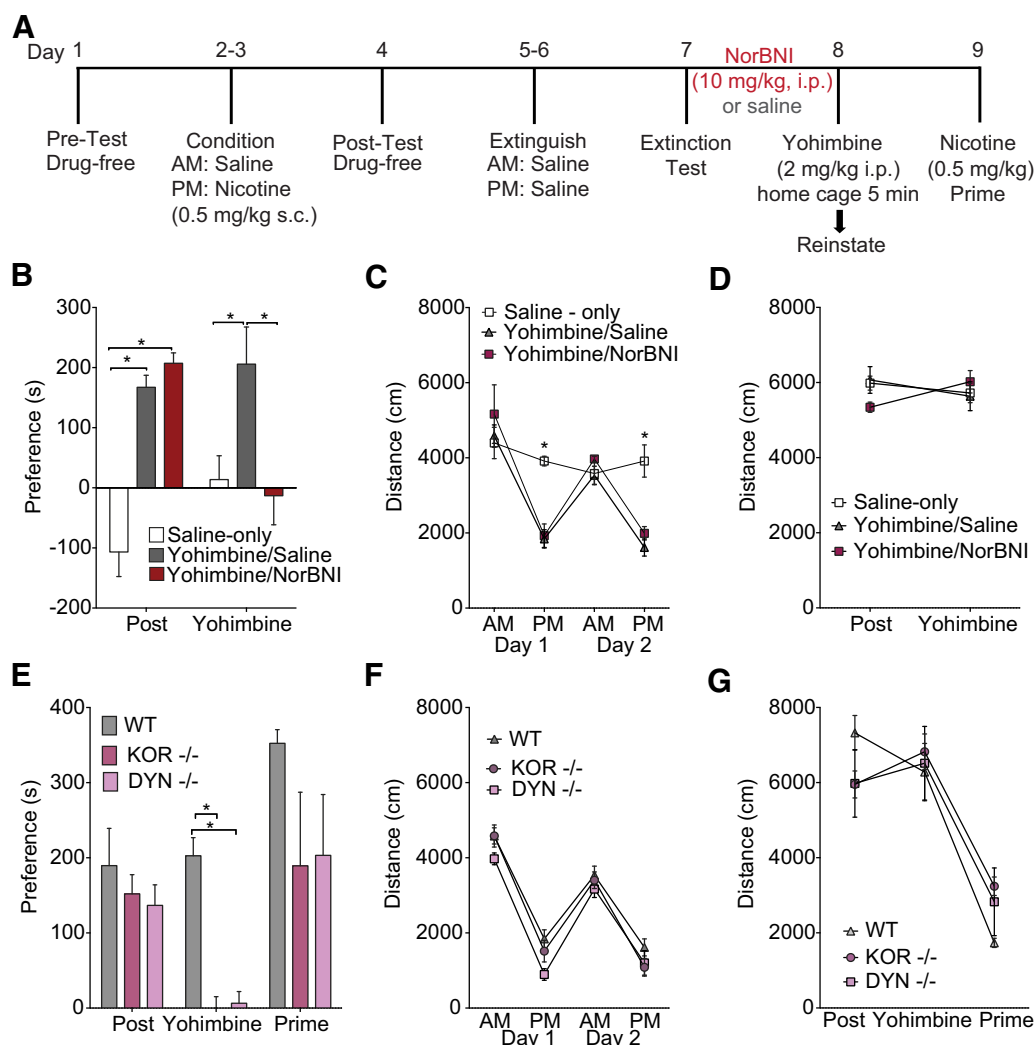 A
Day 1 2-3 4 5-6 7 8 9
NorBNI
(10 mg/kg, i.p.)
or saline
Pre-Test
Drug-free
Condition
AM: Saline
PM: Nicotine
(0.5 mg/kg s.c.)
Post-Test
Drug-free
Extinguish
AM: Saline
PM: Saline
Extinction
Test
Yohimbine
(2 mg/kg i.p.)
home cage 5 min
Reinstate
Nicotine
(0.5 mg/kg)
Prime
B
Preference (s)
300
200
100
0
-100
-200
* * * *
Saline-only
Yohimbine/Saline
Yohimbine/NorBNI
Post Yohimbine
C
Distance (cm)
8000
6000
4000
2000
0
Saline - only
Yohimbine/Saline
Yohimbine/NorBNI
* *
AM PM AM PM
Day 1 Day 2
D
Distance (cm)
8000
6000
4000
2000
0
Saline-only
Yohimbine/Saline
Yohimbine/NorBNI
Post Yohimbine
E
Preference (s)
400
300
200
100
0
WT
KOR -/-
DYN -/-
*
*
Post Yohimbine Prime
F
Distance (cm)
8000
6000
4000
2000
0
WT
KOR -/-
DYN -/-
AM PM AM PM
Day 1 Day 2
G
Distance (cm)
8000
6000
4000
2000
0
WT
KOR -/-
DYN -/-
Post Yohimbine Prime